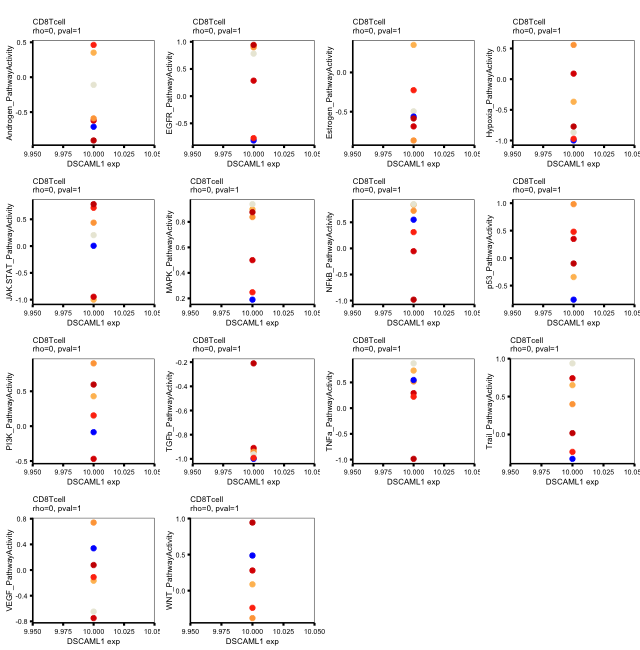 CD8Tcell
rho=0, pval=1
Androgen_PathwayActivity
0.5
0.0
-0.5
9.950 9.975 10.000 10.025 10.05
DSCAML1 exp
CD8Tcell
rho=0, pval=1
EGFR_PathwayActivity
1.0
0.5
0.0
-0.5
9.950 9.975 10.000 10.025 10.05
DSCAML1 exp
CD8Tcell
rho=0, pval=1
Estrogen_PathwayActivity
0.0
-0.5
9.950 9.975 10.000 10.025 10.05
DSCAML1 exp
CD8Tcell
rho=0, pval=1
Hypoxia_PathwayActivity
0.5
0.0
-0.5
-1.0
9.950 9.975 10.000 10.025 10.05
DSCAML1 exp
CD8Tcell
rho=0, pval=1
JAK-STAT_PathwayActivity
0.5
0.0
-0.5
-1.0
9.950 9.975 10.000 10.025 10.05
DSCAML1 exp
CD8Tcell
rho=0, pval=1
MAPK_PathwayActivity
0.8
0.6
0.4
0.2
9.950 9.975 10.000 10.025 10.050
DSCAML1 exp
CD8Tcell
rho=0, pval=1
NFkB_PathwayActivity
0.5
0.0
-0.5
-1.0
9.950 9.975 10.000 10.025 10.05
DSCAML1 exp
CD8Tcell
rho=0, pval=1
p53_PathwayActivity
1.0
0.5
0.0
-0.5
9.950 9.975 10.000 10.025 10.05
DSCAML1 exp
CD8Tcell
rho=0, pval=1
PI3K_PathwayActivity
0.5
0.0
-0.5
9.950 9.975 10.000 10.025 10.05
DSCAML1 exp
CD8Tcell
rho=0, pval=1
TGFb_PathwayActivity
-0.2
-0.4
-0.6
-0.8
-1.0
9.950 9.975 10.000 10.025 10.05
DSCAML1 exp
CD8Tcell
rho=0, pval=1
TNFa_PathwayActivity
0.5
0.0
-0.5
-1.0
9.950 9.975 10.000 10.025 10.05
DSCAML1 exp
CD8Tcell
rho=0, pval=1
Trail_PathwayActivity
1.0
0.5
0.0
9.950 9.975 10.000 10.025 10.050
DSCAML1 exp
CD8Tcell
rho=0, pval=1
VEGF_PathwayActivity
0.8
0.4
0.0
-0.4
-0.8
9.950 9.975 10.000 10.025 10.05
DSCAML1 exp
CD8Tcell
rho=0, pval=1
WNT_PathwayActivity
1.0
0.5
0.0
9.950 9.975 10.000 10.025 10.050
DSCAML1 exp